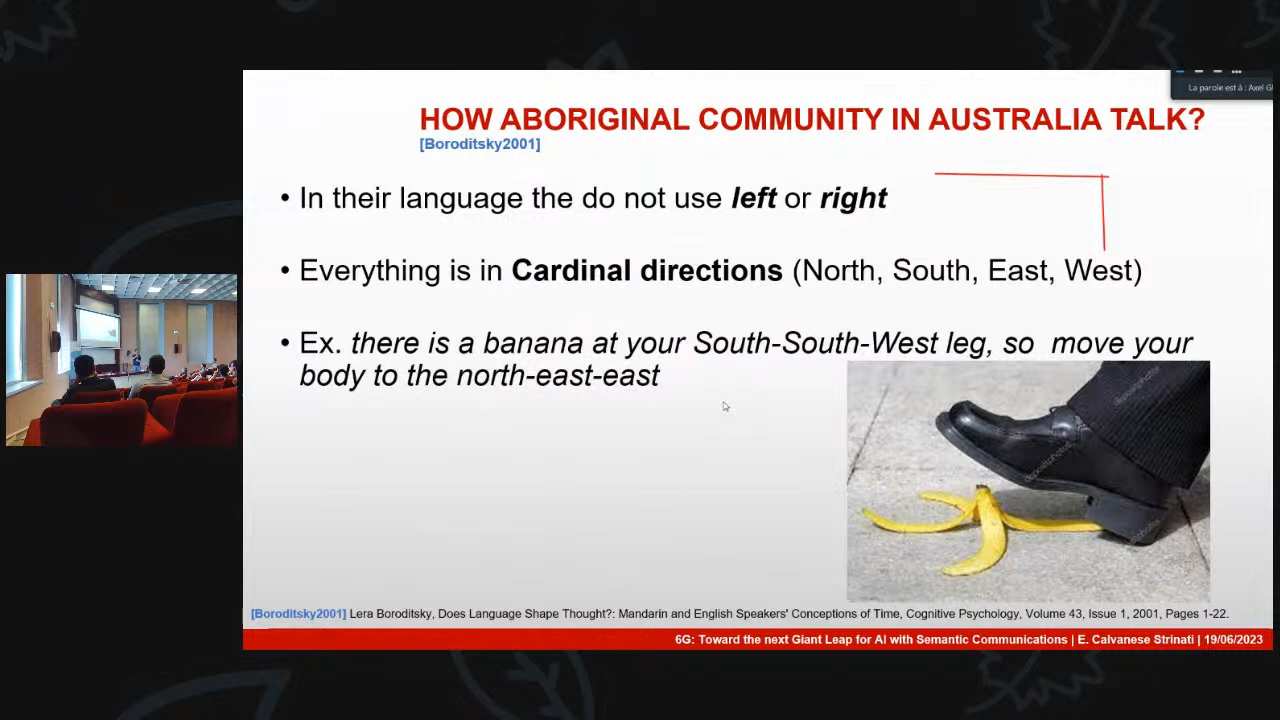 La parole est à : Axel G
HOW ABORIGINAL COMMUNITY IN AUSTRALIA TALK?
[Boroditsky2001]
• In their language the do not use left or right
• Everything is in Cardinal directions (North, South, East, West)
• Ex. there is a banana at your South-South-West leg, so move your
body to the north-east-east
depositphotos
depositphotos
depositphotos
[Boroditsky2001] Lera Boroditsky, Does Language Shape Thought?: Mandarin and English Speakers' Conceptions of Time, Cognitive Psychology, Volume 43, Issue 1, 2001, Pages 1-22.
6G: Toward the next Giant Leap for AI with Semantic Communications | E. Calvanese Strinati | 19/06/2023